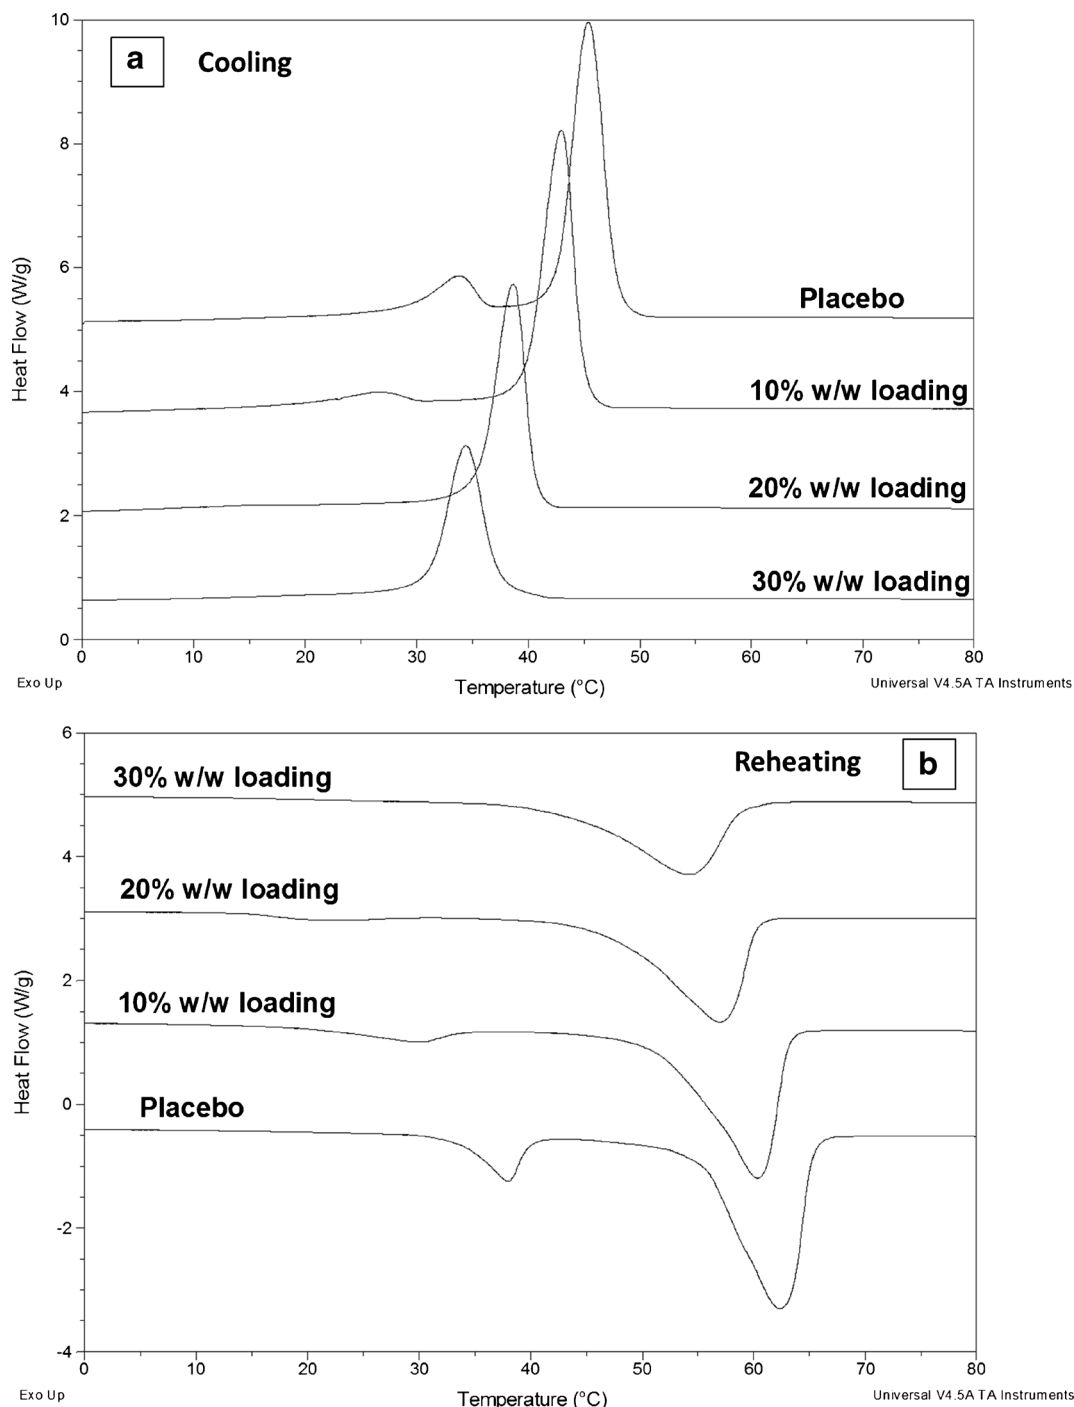 10
a Cooling
8
Heat Flow (W/g)
6
Placebo
4
10% w/w loading
20% w/w loading
2
30% w/w loading
0
0 10 20 30 40 50 60 70 80
Exo Up
Temperature (°C)
Universal V4.5A TA Instruments
6
30% w/w loading
Reheating b
4
20% w/w loading
2
10% w/w loading
Heat Flow (W/g)
0
Placebo
-2
-4
0 10 20 30 40 50 60 70 80
Exo Up
Temperature (°C)
Universal V4.5A TA Instruments